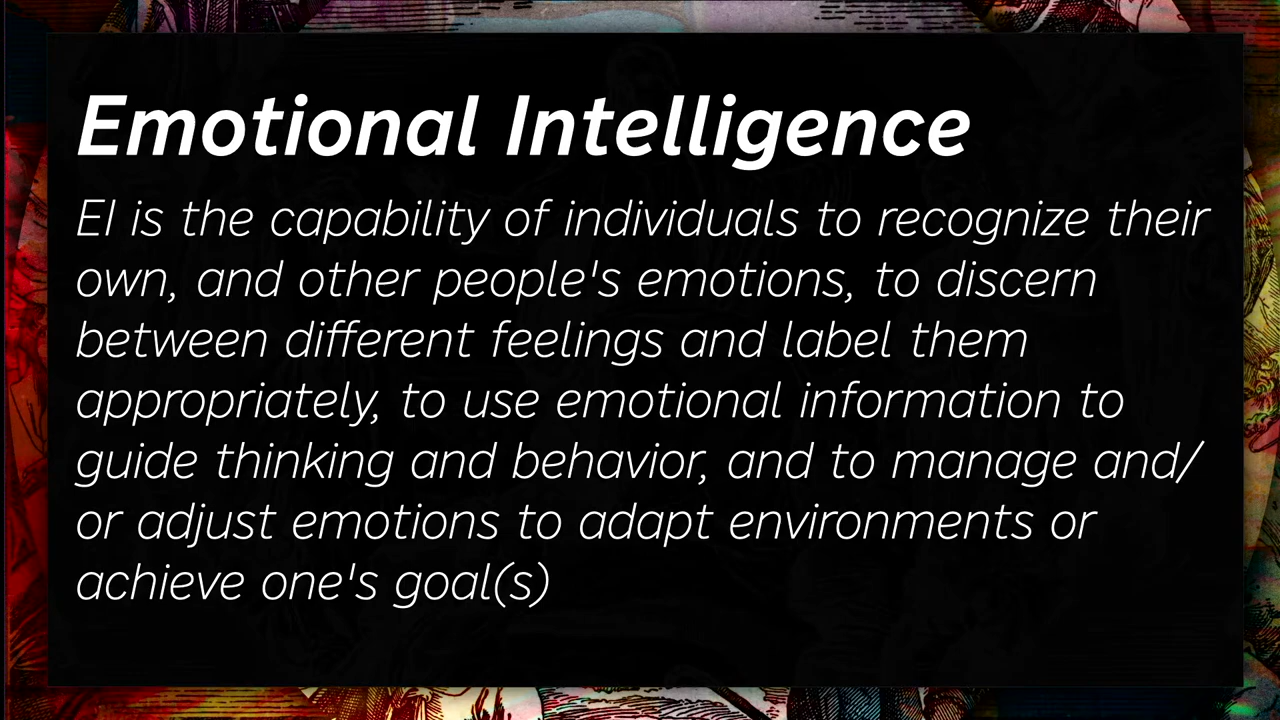 Emotional Intelligence
EI is the capability of individuals to recognize their
own, and other people's emotions, to discern
between different feelings and label them
appropriately, to use emotional information to
guide thinking and behavior, and to manage and/
or adjust emotions to adapt environments or
achieve one's goal(s)